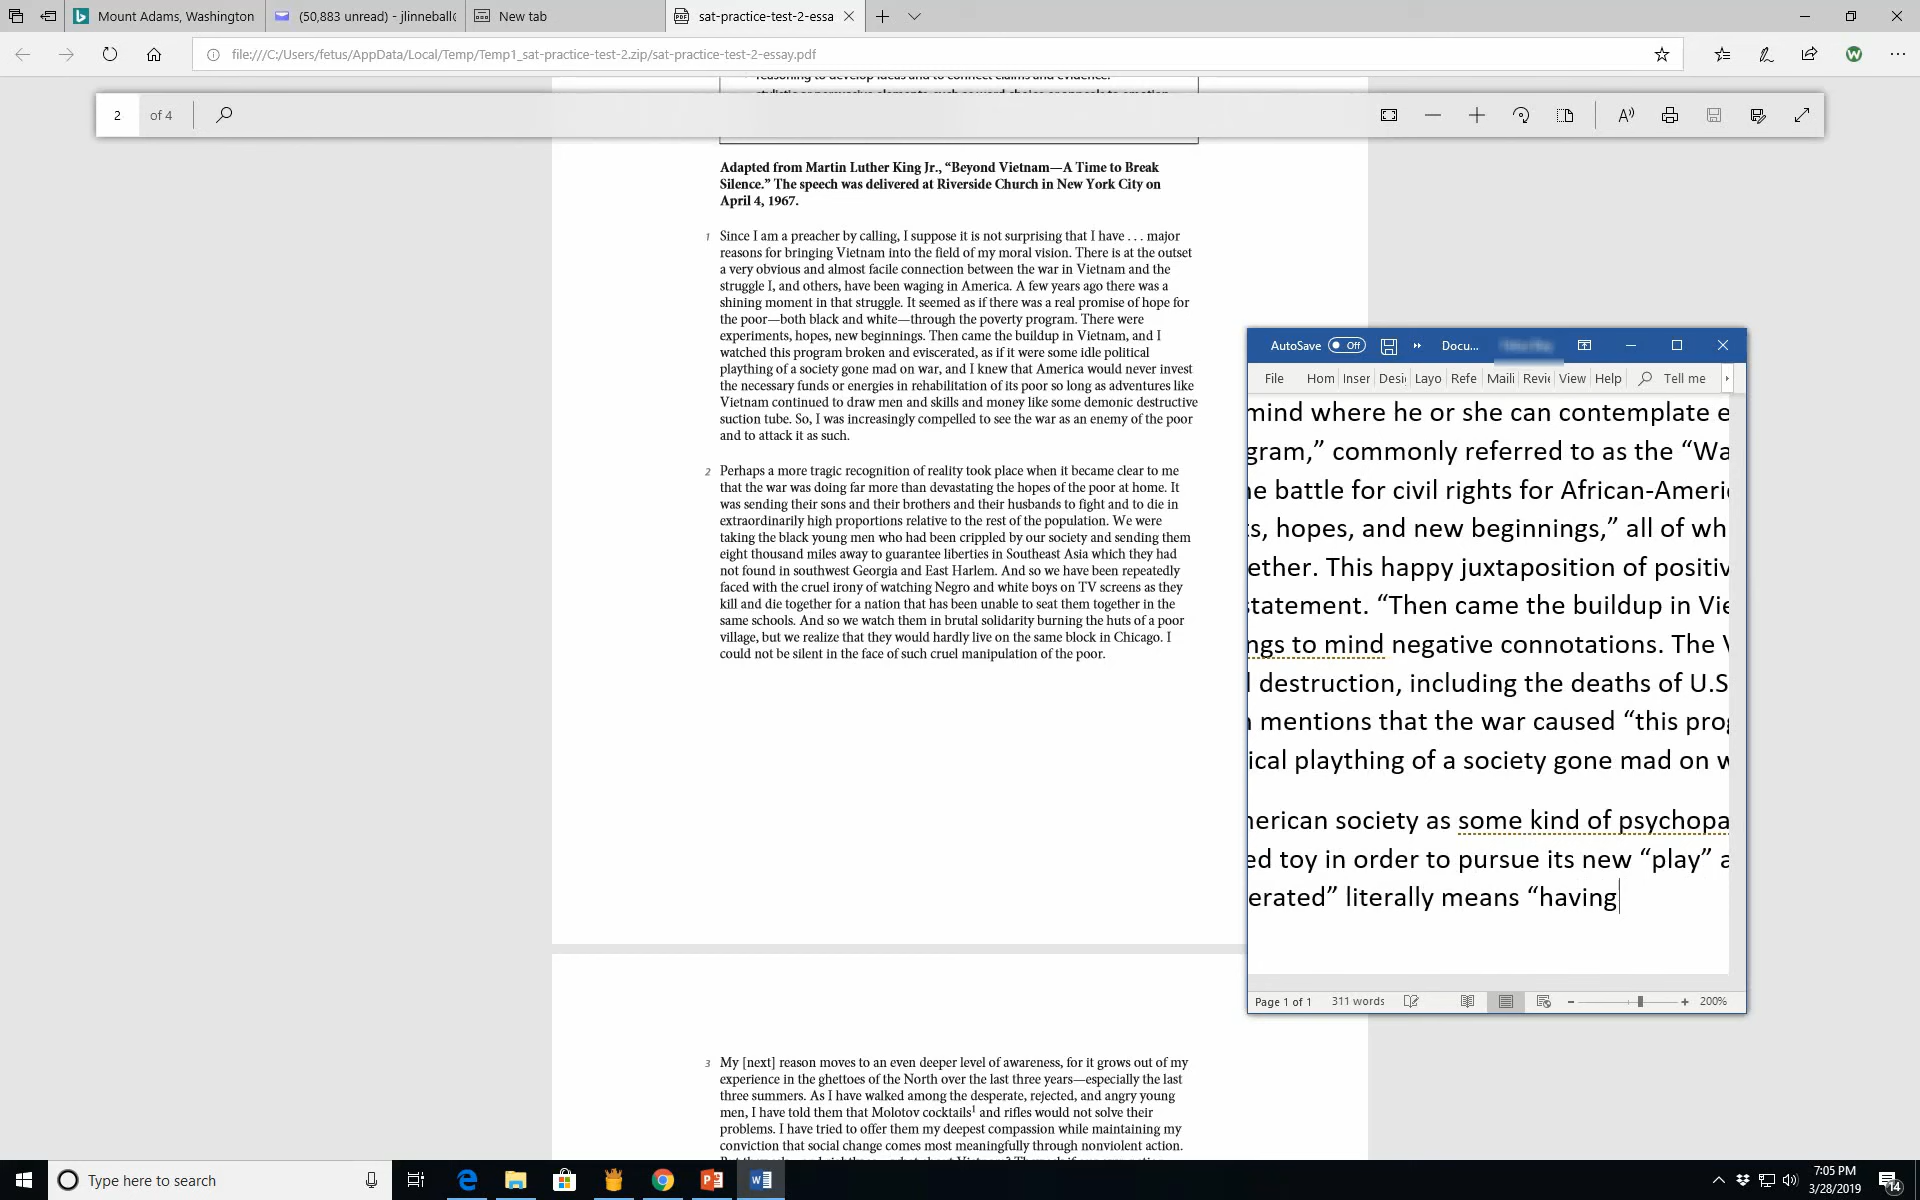 Mount Adams, Washington
(50,883 unread) - jlinneball
New tab
sat-practice-test-2-essa
file:///C:/Users/fetus/AppData/Local/Temp/Temp1_sat-practice-test-2.zip/sat-practice-test-2-essay.pdf
reasoning to develop ideas and to connect claims and evidence.
2 of 4
Adapted from Martin Luther King Jr., “Beyond Vietnam—A Time to Break
Silence.” The speech was delivered at Riverside Church in New York City on
April 4, 1967.
1 Since I am a preacher by calling, I suppose it is not surprising that I have . . . major
reasons for bringing Vietnam into the field of my moral vision. There is at the outset
a very obvious and almost facile connection between the war in Vietnam and the
struggle I, and others, have been waging in America. A few years ago there was a
shining moment in that struggle. It seemed as if there was a real promise of hope for
the poor—both black and white—through the poverty program. There were
experiments, hopes, new beginnings. Then came the buildup in Vietnam, and I
watched this program broken and eviscerated, as if it were some idle political
plaything of a society gone mad on war, and I knew that America would never invest
the necessary funds or energies in rehabilitation of its poor so long as adventures like
Vietnam continued to draw men and skills and money like some demonic destructive
suction tube. So, I was increasingly compelled to see the war as an enemy of the poor
and to attack it as such.
2 Perhaps a more tragic recognition of reality took place when it became clear to me
that the war was doing far more than devastating the hopes of the poor at home. It
was sending their sons and their brothers and their husbands to fight and to die in
extraordinarily high proportions relative to the rest of the population. We were
taking the black young men who had been crippled by our society and sending them
eight thousand miles away to guarantee liberties in Southeast Asia which they had
not found in southwest Georgia and East Harlem. And so we have been repeatedly
faced with the cruel irony of watching Negro and white boys on TV screens as they
kill and die together for a nation that has been unable to seat them together in the
same schools. And so we watch them in brutal solidarity burning the huts of a poor
village, but we realize that they would hardly live on the same block in Chicago. I
could not be silent in the face of such cruel manipulation of the poor.
3 My [next] reason moves to an even deeper level of awareness, for it grows out of my
experience in the ghettoes of the North over the last three years—especially the last
three summers. As I have walked among the desperate, rejected, and angry young
men, I have told them that Molotov cocktails1 and rifles would not solve their
problems. I have tried to offer them my deepest compassion while maintaining my
conviction that social change comes most meaningfully through nonviolent action.
AutoSave Off Docu...
File Hom Inser Desi Layo Refe Maili Revie View Help Tell me
mind where he or she can contemplate e
gram,” commonly referred to as the “Wa
e battle for civil rights for African-Ameri
s, hopes, and new beginnings,” all of wh
ether. This happy juxtaposition of positiv
statement. “Then came the buildup in Vie
ngs to mind negative connotations. The V
l destruction, including the deaths of U.S
n mentions that the war caused “this prog
ical plaything of a society gone mad on w
nerican society as some kind of psychopa
ed toy in order to pursue its new “play” a
erated” literally means “having
Page 1 of 1 311 words 200%
Type here to search
7:05 PM
3/28/2019
14